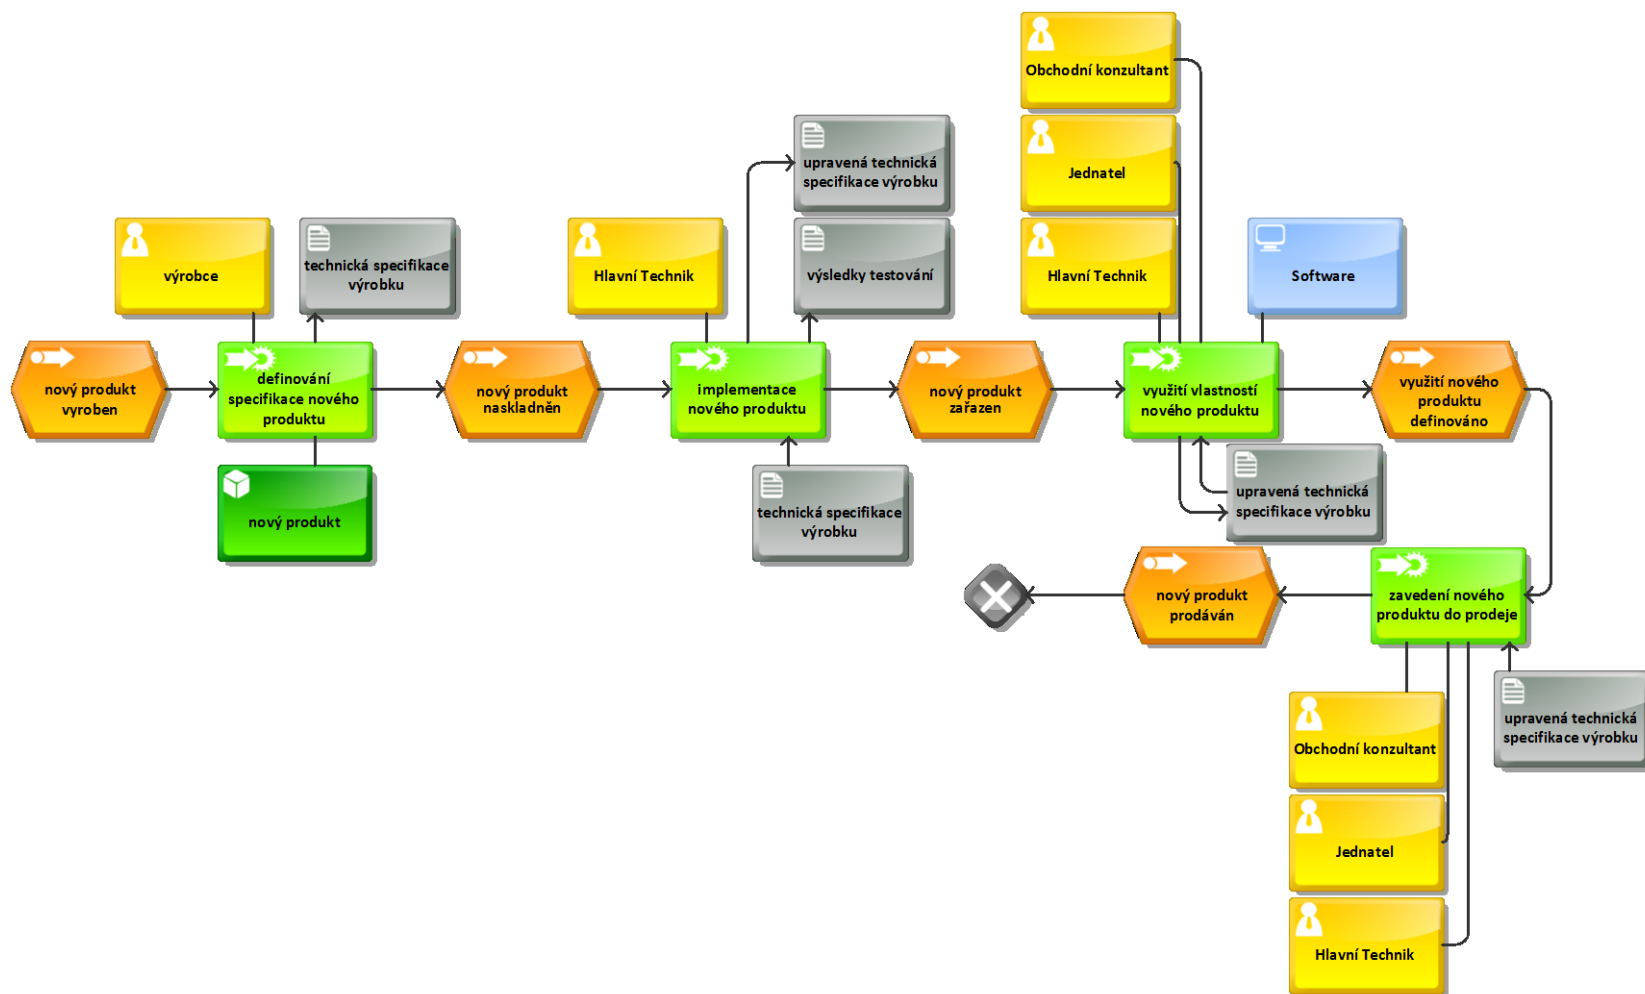 Obchodní konzultant
Jednatel
Hlavní Technik
upravená technická
specifikace výrobku
výsledky testování
výrobce
technická specifikace
výrobku
Hlavní Technik
Software
nový produkt
vyroben
definování
specifikace nového
produktu
nový produkt
naskladněn
implementace
nového produktu
nový produkt
zařazen
využití vlastností
nového produktu
využití nového
produktu
definováno
nový produkt
technická specifikace
výrobku
upravená technická
specifikace výrobku
nový produkt
prodáván
zavedení nového
produktu do prodeje
upravená technická
specifikace výrobku
Obchodní konzultant
Jednatel
Hlavní Technik